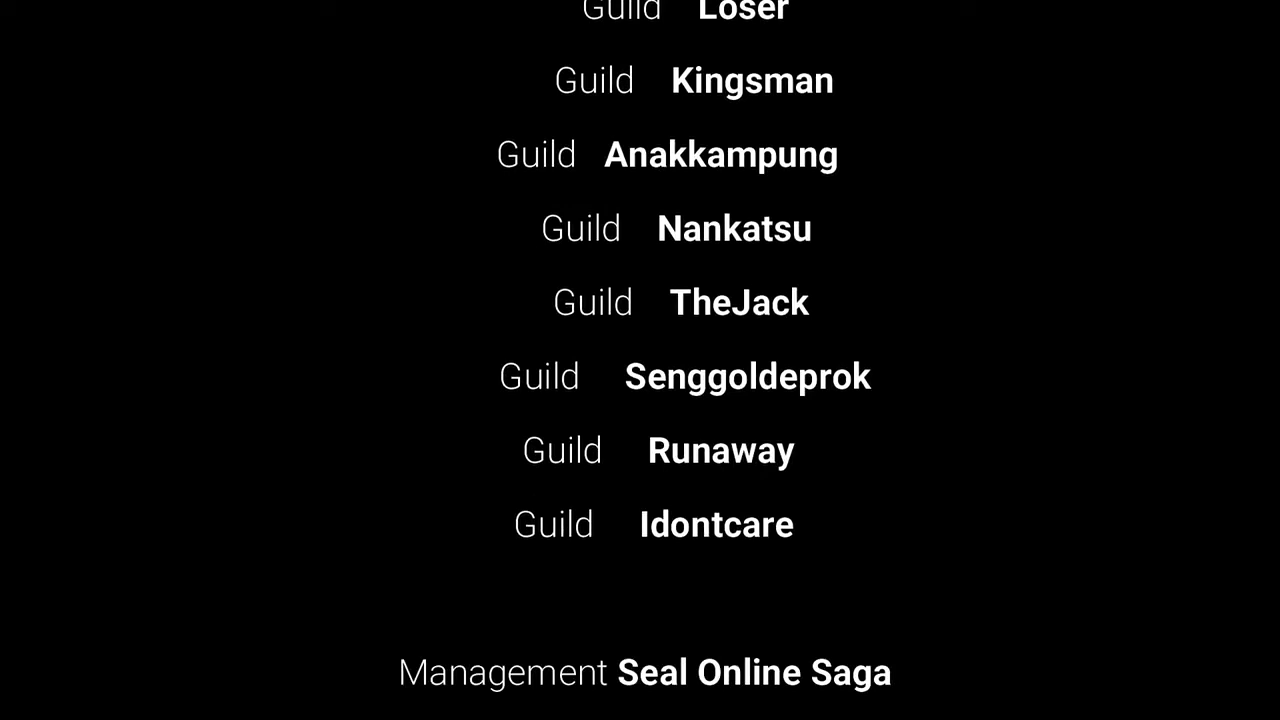 Guild Loser
Guild Kingsman
Guild Anakkampung
Guild Nankatsu
Guild TheJack
Guild Senggoldeprok
Guild Runaway
Guild Idontcare
Management Seal Online Saga